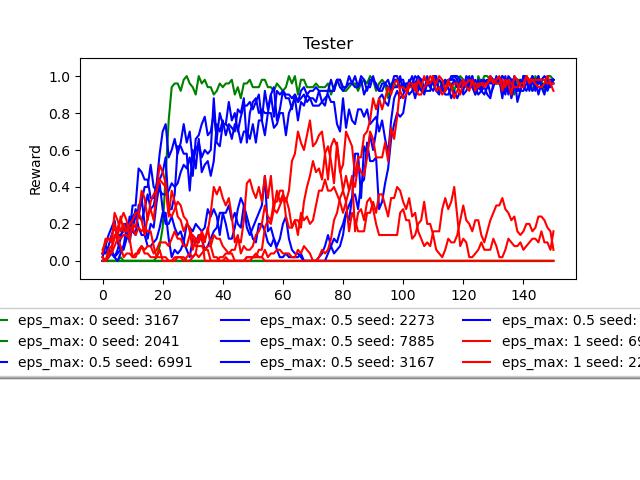 Tester
Reward
1.0
0.8
0.6
0.4
0.2
0.0
0 20 40 60 80 100 120 140
eps_max: 0 seed: 3167 eps_max: 0.5 seed: 2273 eps_max: 0.5 seed:
eps_max: 0 seed: 2041 eps_max: 0.5 seed: 7885 eps_max: 1 seed: 69
eps_max: 0.5 seed: 6991 eps_max: 0.5 seed: 3167 eps_max: 1 seed: 22